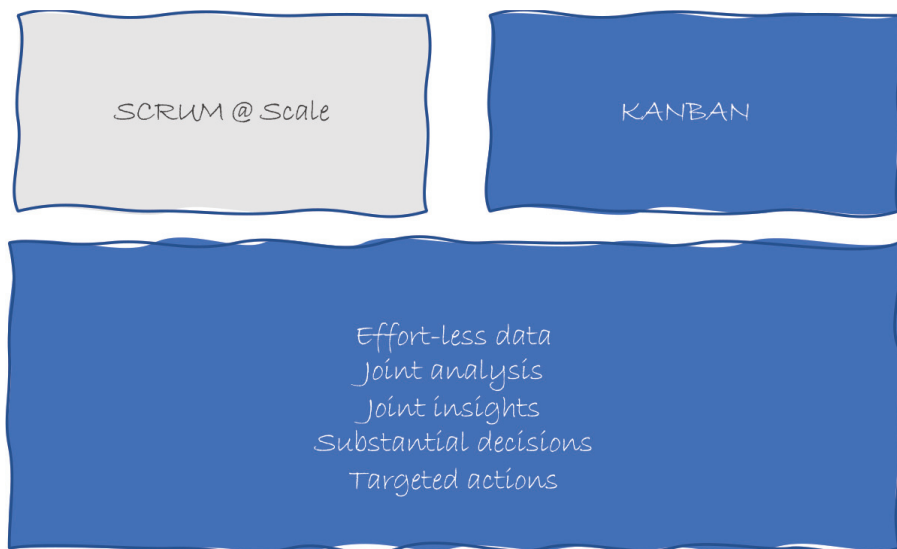 SCRUM @ Scale
KANBAN
Effort-less data
Joint analysis
Joint insights
Substantial decisions
Targeted actions